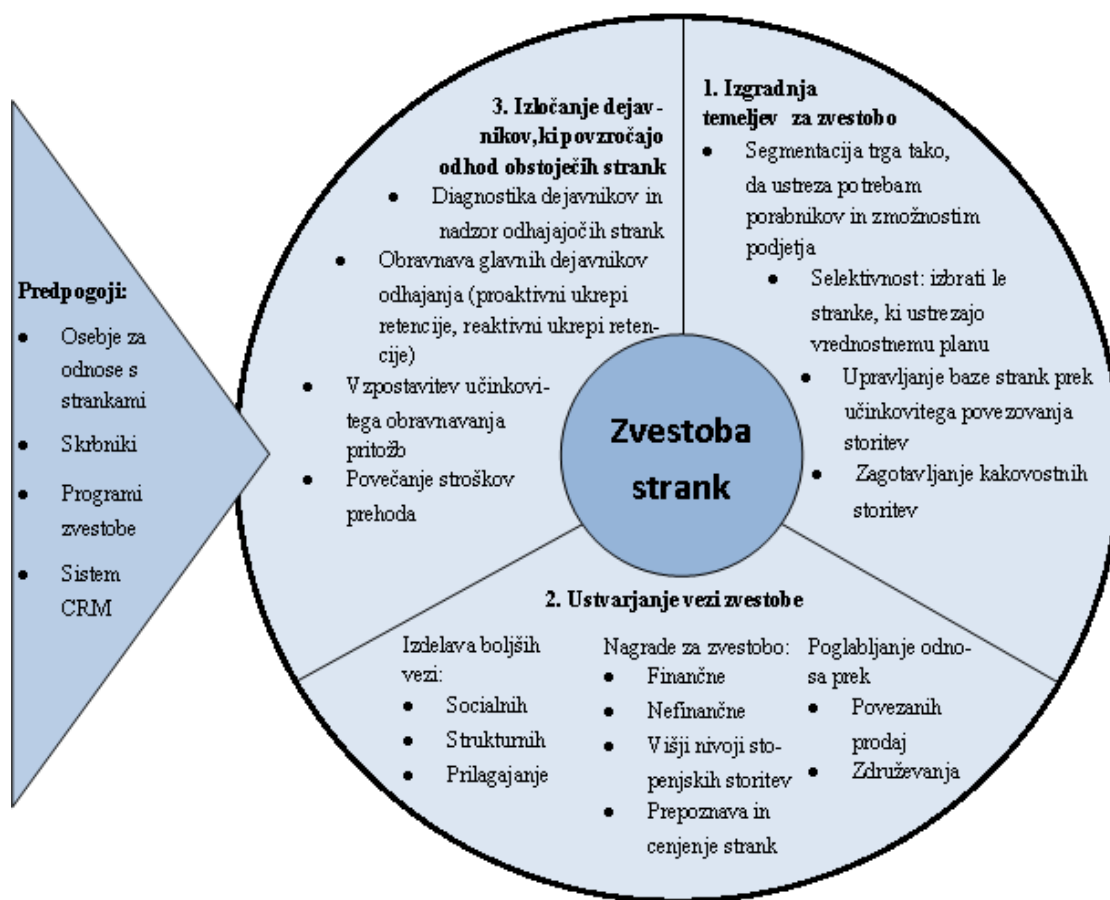 Predpogoji:
• Osebje za
odnose s
strankami
• Skrbniki
• Programi
zvestobe
• Sistem
CRM
3. Izločanje dejav-
nikov,ki povzročajo
odhod obstoječih strank
• Diagnostika dejavnikov in
nadzor odhajajočih strank
• Obravnava glavnih dejavnikov
odhajanja (proaktivni ukrepi
retencije, reaktivni ukrepi reten-
cije)
• Vzpostavitev učinkovi-
tega obravnavanja
pritožb
• Povečanje stroškov
prehoda
1. Izgradnja
temeljev za zvestobo
• Segmentacija trga tako,
da ustreza potrebam
porabnikov in zmožnostim
podjetja
• Selektivnost: izbrati le
stranke, ki ustrezajo
vrednostnemu planu
• Upravljanje baze strank prek
učinkovitega povezovanja
storitev
• Zagotavljanje kakovostnih
storitev
Zvestoba
strank
2. Ustvarjanje vezi zvestobe
Izdelava boljših
vezi:
• Socialnih
• Strukturnih
• Prilagajanje
Nagrade za zvestobo:
• Finančne
• Nefinančne
• Višji nivoji sto-
penjskih storitev
• Prepoznava in
cenjenje strank
Poglabljanje odno-
sa prek
• Povezanih
prodaj
• Združevanja